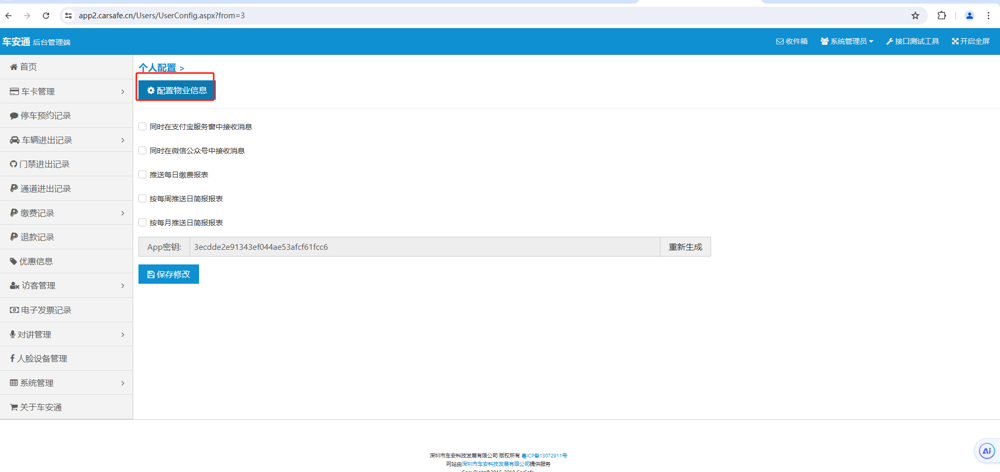 app2.carsafe.cn/Users/UserConfig.aspx?from=3
车安通 后台管理端
收件箱
系统管理员
接口测试工具
开启全屏
首页
车卡管理
停车预约记录
车辆进出记录
门禁进出记录
通道进出记录
缴费记录
退款记录
优惠信息
访客管理
电子发票记录
对讲管理
人脸设备管理
系统管理
关于车安通
个人配置 >
配置物业信息
同时在支付宝服务窗中接收消息
同时在微信公众号中接收消息
推送每日缴费报表
按每周推送日简报报表
按每月推送日简报报表
App密钥: 3ecdde2e91343ef044ae53afcf61fcc6 重新生成
保存修改
深圳市车安科技发展有限公司 版权所有 粤ICP备13072911号
网站由深圳市车安科技发展有限公司提供服务
CopyRight©2015-2018 CarSafe
Ai